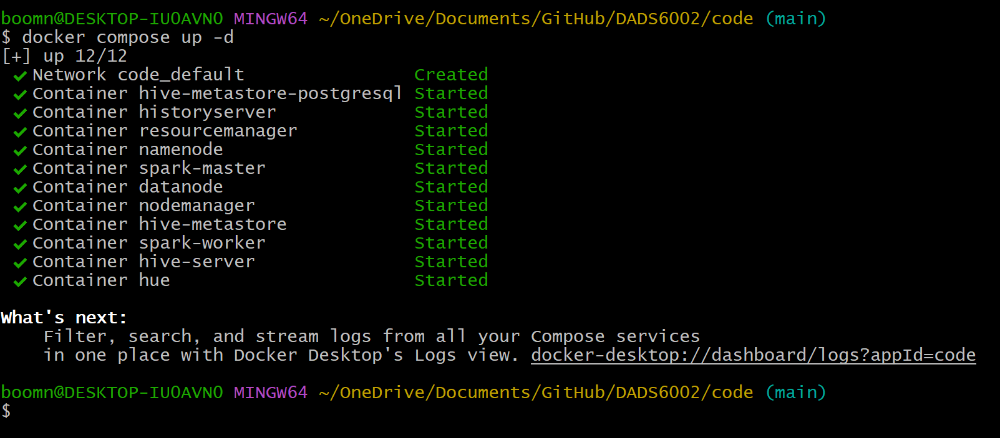 boomn@DESKTOP-IU0AVN0 MINGW64 ~/OneDrive/Documents/GitHub/DADS6002/code (main)
$ docker compose up -d
[+] up 12/12
✔ Network code_default Created
✔ Container hive-metastore-postgresql Started
✔ Container historyserver Started
✔ Container resourcemanager Started
✔ Container namenode Started
✔ Container spark-master Started
✔ Container datanode Started
✔ Container nodemanager Started
✔ Container hive-metastore Started
✔ Container spark-worker Started
✔ Container hive-server Started
✔ Container hue Started
What's next:
Filter, search, and stream logs from all your Compose services
in one place with Docker Desktop's Logs view. docker-desktop://dashboard/logs?appId=code
boomn@DESKTOP-IU0AVN0 MINGW64 ~/OneDrive/Documents/GitHub/DADS6002/code (main)
$